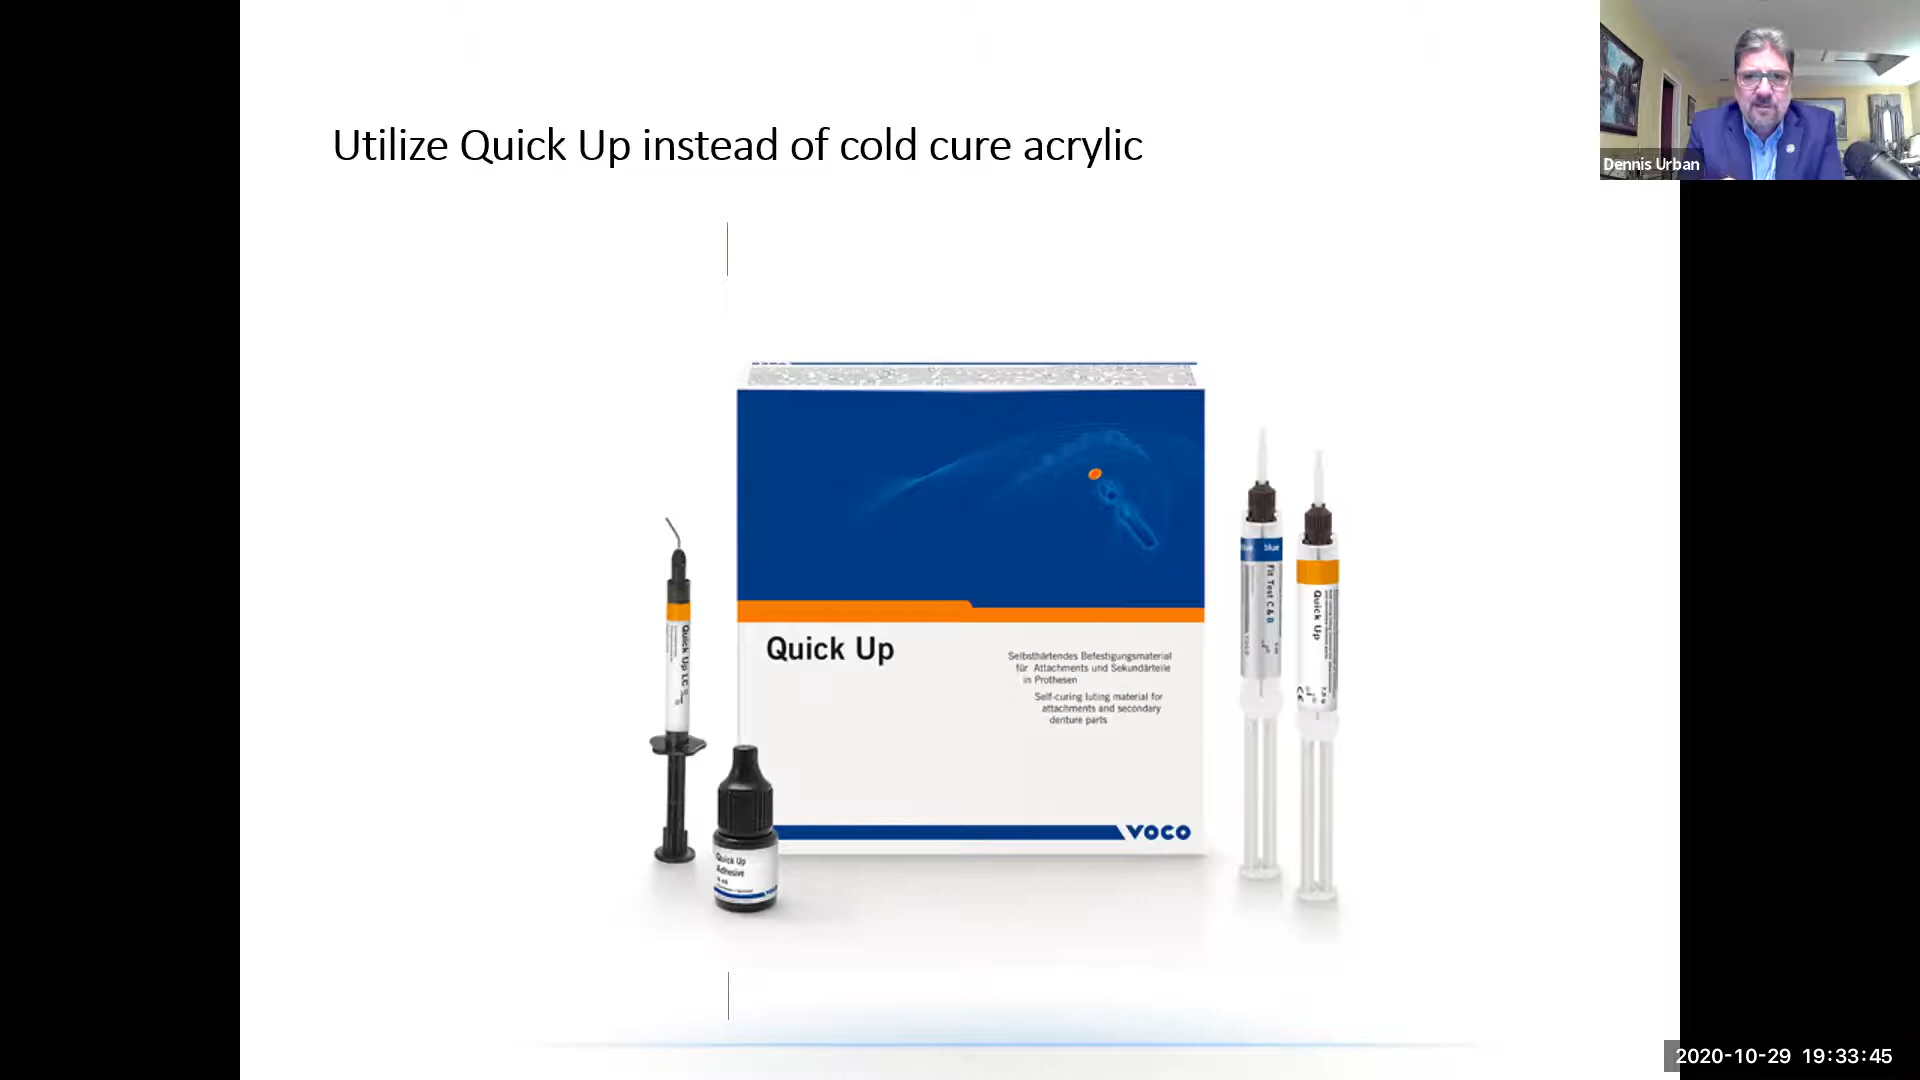 Utilize Quick Up instead of cold cure acrylic
Dennis Urban
Quick Up
Selbsthärtendes Befestigungsmaterial
für Attachments und Sekundärteile
in Prothesen
Self-curing luting material for
attachments and secondary
denture parts
VOCO
Quick Up LC
Quick Up
Adhesive
blue
Fit Test C & B
Quick Up
2020-10-29 19:33:45